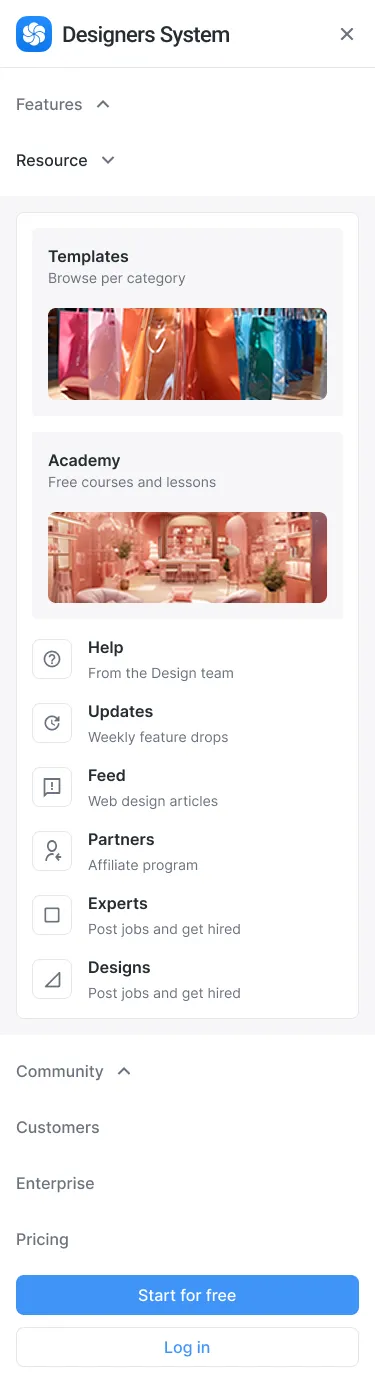 Designers System
Features
Resource
Templates
Browse per category
Academy
Free courses and lessons
Help
From the Design team
Updates
Weekly feature drops
Feed
Web design articles
Partners
Affiliate program
Experts
Post jobs and get hired
Designs
Post jobs and get hired
Community
Customers
Enterprise
Pricing
Start for free
Log in